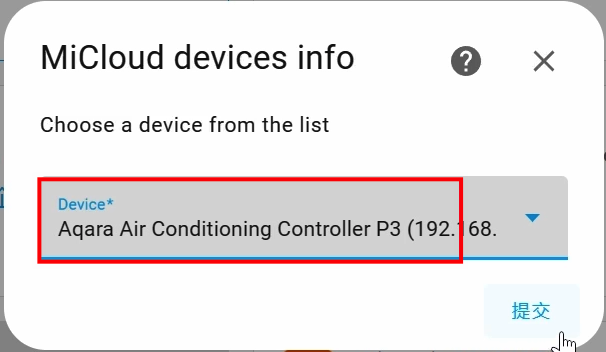 MiCloud devices info
Choose a device from the list
Device*
Aqara Air Conditioning Controller P3 (192.168.
提交